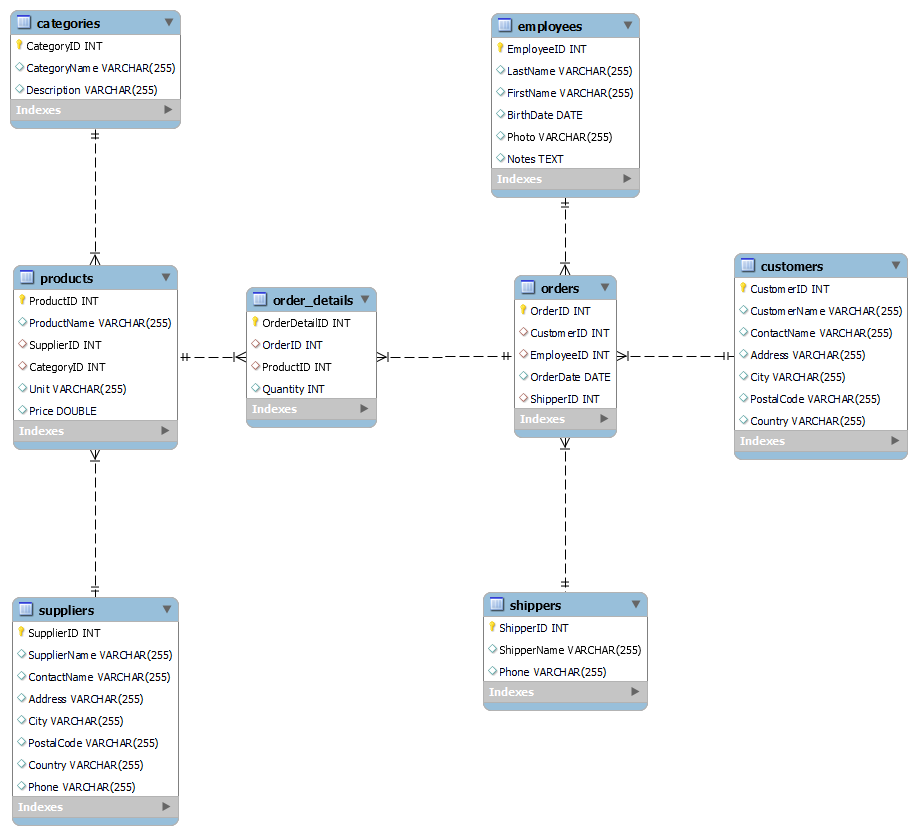 categories
CategoryID INT
CategoryName VARCHAR(255)
Description VARCHAR(255)
Indexes
employees
EmployeeID INT
LastName VARCHAR(255)
FirstName VARCHAR(255)
BirthDate DATE
Photo VARCHAR(255)
Notes TEXT
Indexes
products
ProductID INT
ProductName VARCHAR(255)
SupplierID INT
CategoryID INT
Unit VARCHAR(255)
Price DOUBLE
Indexes
order_details
OrderDetailID INT
OrderID INT
ProductID INT
Quantity INT
Indexes
orders
OrderID INT
CustomerID INT
EmployeeID INT
OrderDate DATE
ShipperID INT
Indexes
customers
CustomerID INT
CustomerName VARCHAR(255)
ContactName VARCHAR(255)
Address VARCHAR(255)
City VARCHAR(255)
PostalCode VARCHAR(255)
Country VARCHAR(255)
Indexes
suppliers
SupplierID INT
SupplierName VARCHAR(255)
ContactName VARCHAR(255)
Address VARCHAR(255)
City VARCHAR(255)
PostalCode VARCHAR(255)
Country VARCHAR(255)
Phone VARCHAR(255)
Indexes
shippers
ShipperID INT
ShipperName VARCHAR(255)
Phone VARCHAR(255)
Indexes